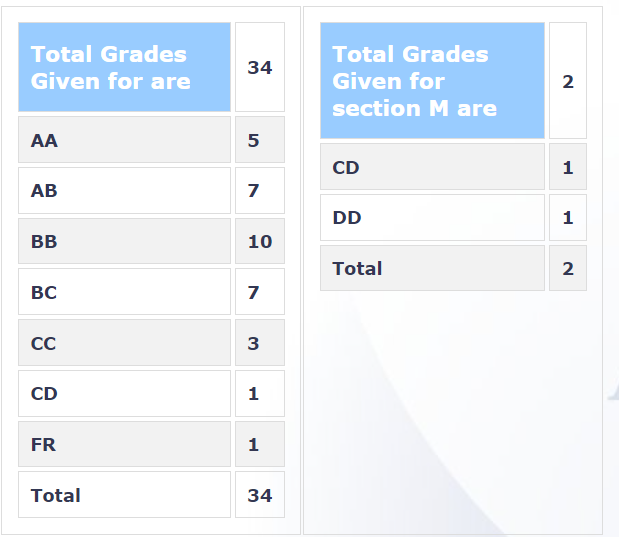 Total Grades
Given for are
34
AA 5
AB 7
BB 10
BC 7
CC 3
CD 1
FR 1
Total 34
Total Grades
Given for
section M are
2
CD 1
DD 1
Total 2